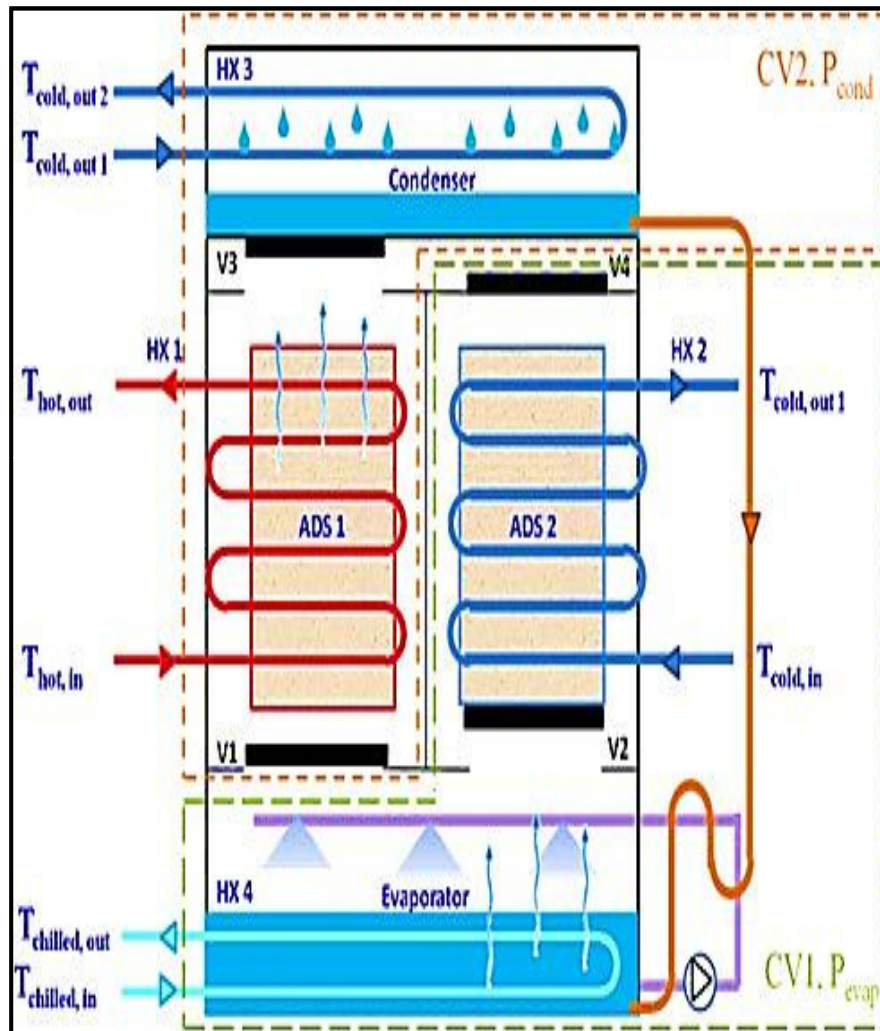 HX 3
CV2. Pcond
Tcold, out 2
Tcold, out 1
Condenser
V3
V4
HX 1
HX 2
Thot, out
Tcold, out 1
ADS 1
ADS 2
Thot, in
Tcold, in
V1
V2
Evaporator
HX 4
Tchilled, out
Tchilled, in
CV1. Pevap